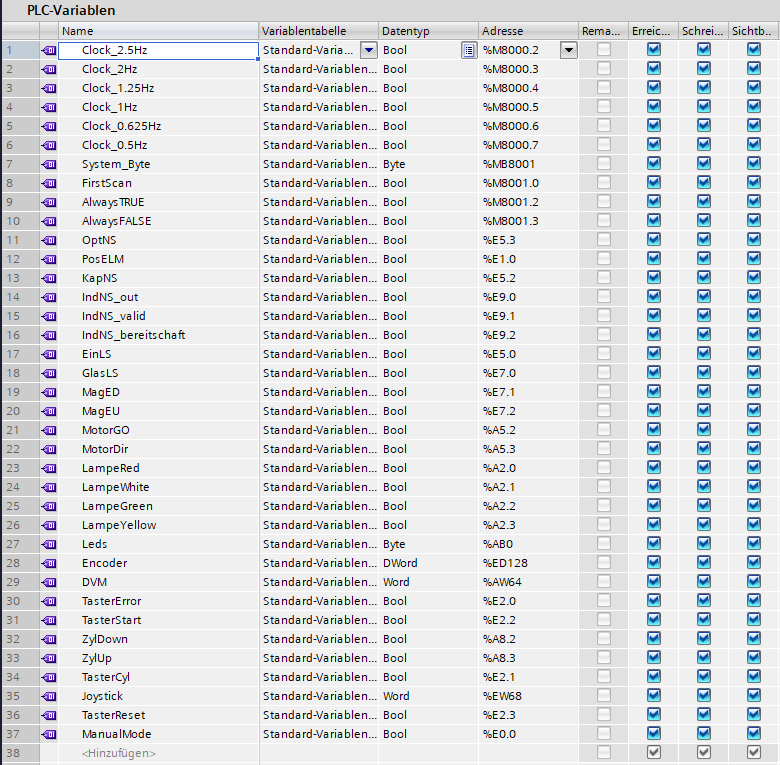 PLC-Variablen
Name Variablentabelle Datentyp Adresse Rema... Erreic... Schrei... Sichtb...
1 Clock_2.5Hz Standard-Varia... Bool %M8000.2
2 Clock_2Hz Standard-Variablen... Bool %M8000.3
3 Clock_1.25Hz Standard-Variablen... Bool %M8000.4
4 Clock_1Hz Standard-Variablen... Bool %M8000.5
5 Clock_0.625Hz Standard-Variablen... Bool %M8000.6
6 Clock_0.5Hz Standard-Variablen... Bool %M8000.7
7 System_Byte Standard-Variablen... Byte %MB8001
8 FirstScan Standard-Variablen... Bool %M8001.0
9 AlwaysTRUE Standard-Variablen... Bool %M8001.2
10 AlwaysFALSE Standard-Variablen... Bool %M8001.3
11 OptNS Standard-Variablen... Bool %E5.3
12 PosELM Standard-Variablen... Bool %E1.0
13 KapNS Standard-Variablen... Bool %E5.2
14 IndNS_out Standard-Variablen... Bool %E9.0
15 IndNS_valid Standard-Variablen... Bool %E9.1
16 IndNS_bereitschaft Standard-Variablen... Bool %E9.2
17 EinLS Standard-Variablen... Bool %E5.0
18 GlasLS Standard-Variablen... Bool %E7.0
19 MagED Standard-Variablen... Bool %E7.1
20 MagEU Standard-Variablen... Bool %E7.2
21 MotorGO Standard-Variablen... Bool %A5.2
22 MotorDir Standard-Variablen... Bool %A5.3
23 LampeRed Standard-Variablen... Bool %A2.0
24 LampeWhite Standard-Variablen... Bool %A2.1
25 LampeGreen Standard-Variablen... Bool %A2.2
26 LampeYellow Standard-Variablen... Bool %A2.3
27 Leds Standard-Variablen... Byte %AB0
28 Encoder Standard-Variablen... DWord %ED128
29 DVM Standard-Variablen... Word %AW64
30 TasterError Standard-Variablen... Bool %E2.0
31 TasterStart Standard-Variablen... Bool %E2.2
32 ZylDown Standard-Variablen... Bool %A8.2
33 ZylUp Standard-Variablen... Bool %A8.3
34 TasterCyl Standard-Variablen... Bool %E2.1
35 Joystick Standard-Variablen... Word %EW68
36 TasterReset Standard-Variablen... Bool %E2.3
37 ManualMode Standard-Variablen... Bool %E0.0
38 <Hinzufügen>